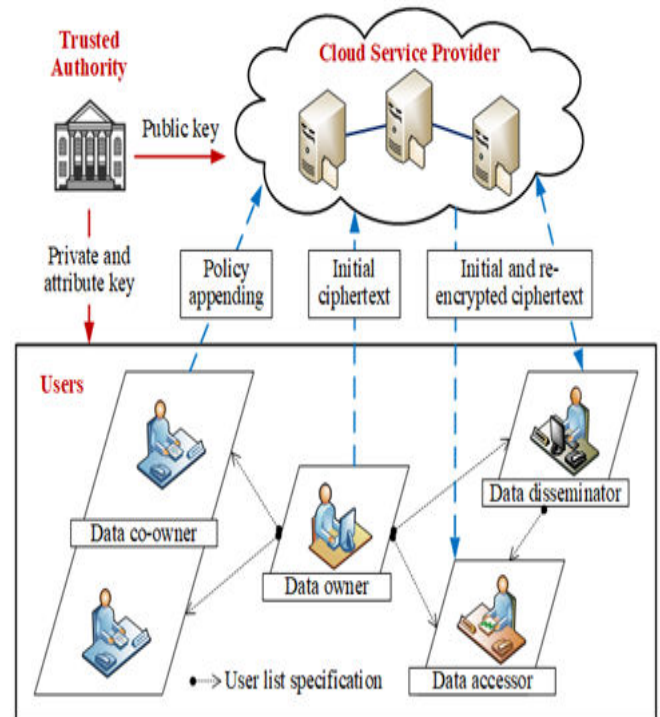 Trusted
Authority
Cloud Service Provider
Public key
Private and
attribute key
Policy
appending
Initial
ciphertext
Initial and re-
encrypted ciphertext
Users
Data disseminator
Data co-owner
Data owner
User list specification
Data accessor